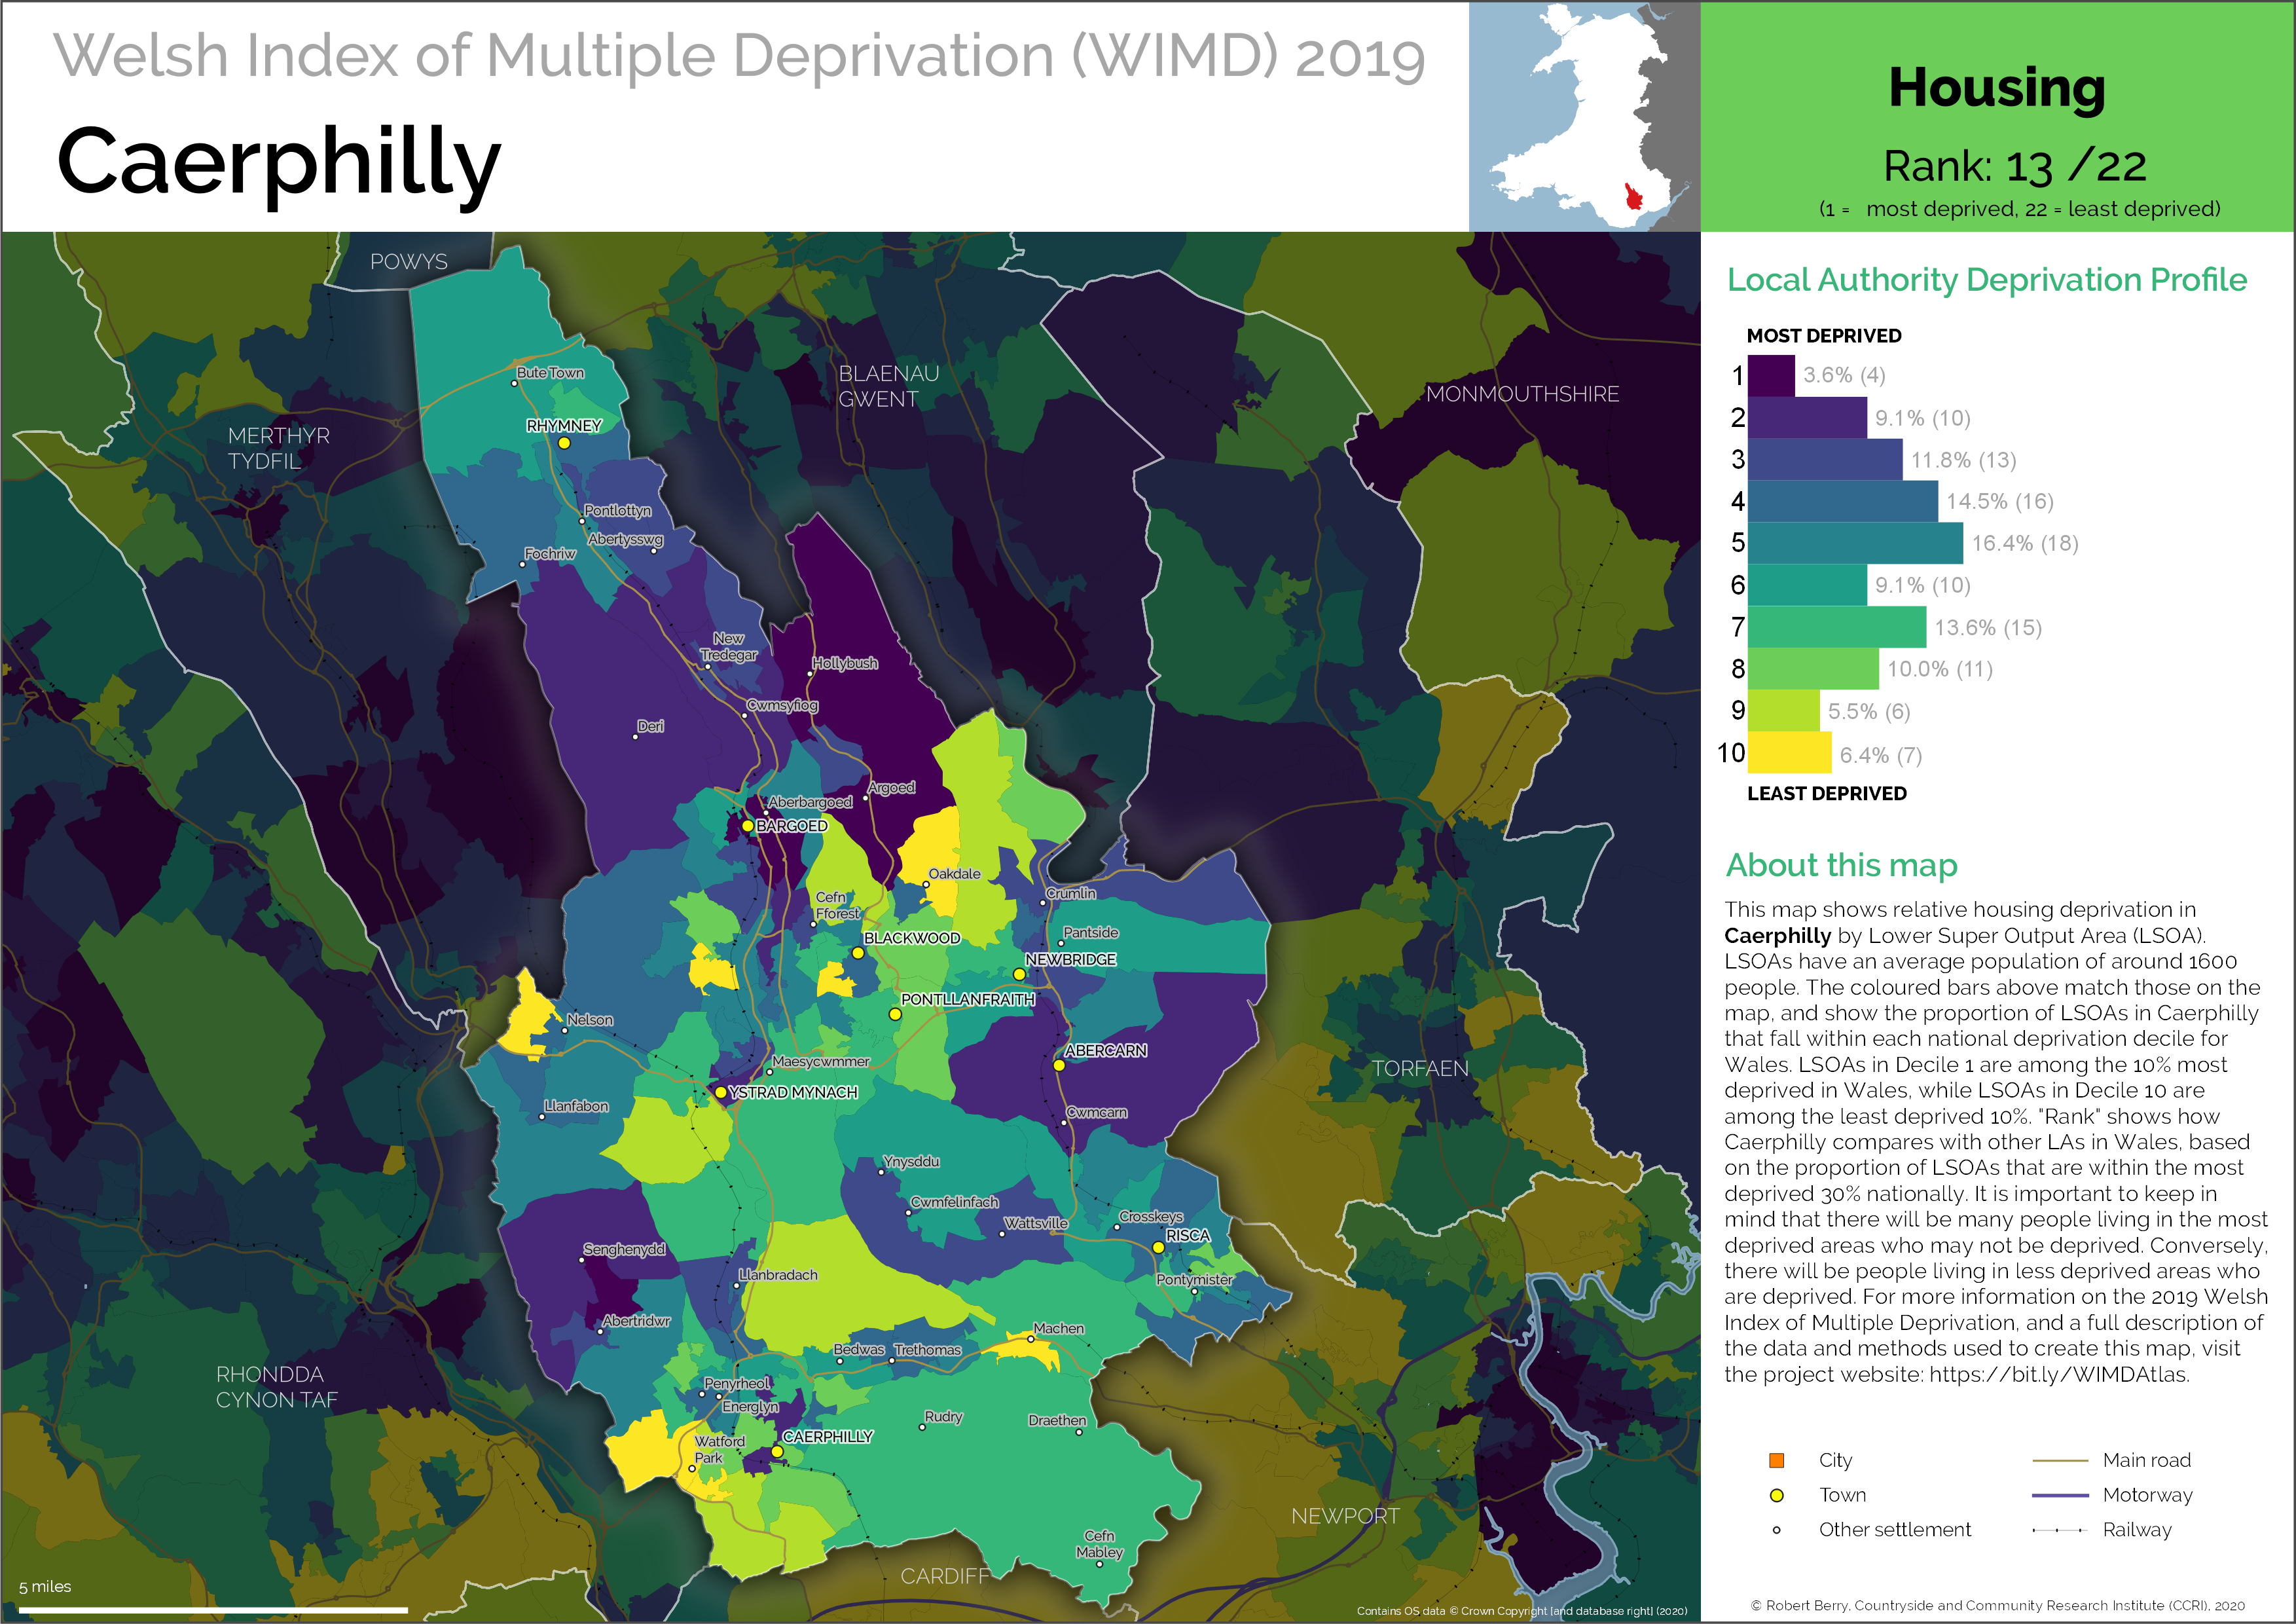 Welsh Index of Multiple Deprivation (WIMD) 2019
Caerphilly
Housing
Rank: 13 /22
(1 = most deprived, 22 = least deprived)
POWYS
MERTHYR
TYDFIL
BLAENAU
GWENT
MONMOUTHSHIRE
Bute Town
RHYMNEY
Pontlottyn
Abertysswg
Fochriw
New
Tredegar
Hollybush
Cwmsyfiog
Deri
Argoed
Aberbargoed
BARGOED
Oakdale
Cefn
Fforest
Crumlin
BLACKWOOD
Pantside
NEWBRIDGE
PONTLLANFRAITH
Nelson
ABERCARN
Maesycwmmer
TORFAEN
YSTRAD MYNACH
Llanfabon
Cwmcarn
Ynysddu
Cwmfelinfach
Wattsville
Crosskeys
RISCA
Senghenydd
Llanbradach
Pontymister
Abertridwr
Machen
Bedwas
Trethomas
RHONDDA
CYNON TAF
Penyrheol
Energlyn
Rudry
Draethen
CAERPHILLY
Watford
Park
NEWPORT
Cefn
Mabley
CARDIFF
5 miles
Contains OS data © Crown Copyright [and database right] (2020)
Local Authority Deprivation Profile
MOST DEPRIVED
1 3.6% (4)
2 9.1% (10)
3 11.8% (13)
4 14.5% (16)
5 16.4% (18)
6 9.1% (10)
7 13.6% (15)
8 10.0% (11)
9 5.5% (6)
10 6.4% (7)
LEAST DEPRIVED
About this map
This map shows relative housing deprivation in
Caerphilly by Lower Super Output Area (LSOA).
LSOAs have an average population of around 1600
people. The coloured bars above match those on the
map, and show the proportion of LSOAs in Caerphilly
that fall within each national deprivation decile for
Wales. LSOAs in Decile 1 are among the 10% most
deprived in Wales, while LSOAs in Decile 10 are
among the least deprived 10%. "Rank" shows how
Caerphilly compares with other LAs in Wales, based
on the proportion of LSOAs that are within the most
deprived 30% nationally. It is important to keep in
mind that there will be many people living in the most
deprived areas who may not be deprived. Conversely,
there will be people living in less deprived areas who
are deprived. For more information on the 2019 Welsh
Index of Multiple Deprivation, and a full description of
the data and methods used to create this map, visit
the project website: https://bit.ly/WIMDAtlas.
City
Main road
Town
Motorway
Other settlement
Railway
© Robert Berry, Countryside and Community Research Institute (CCRI), 2020